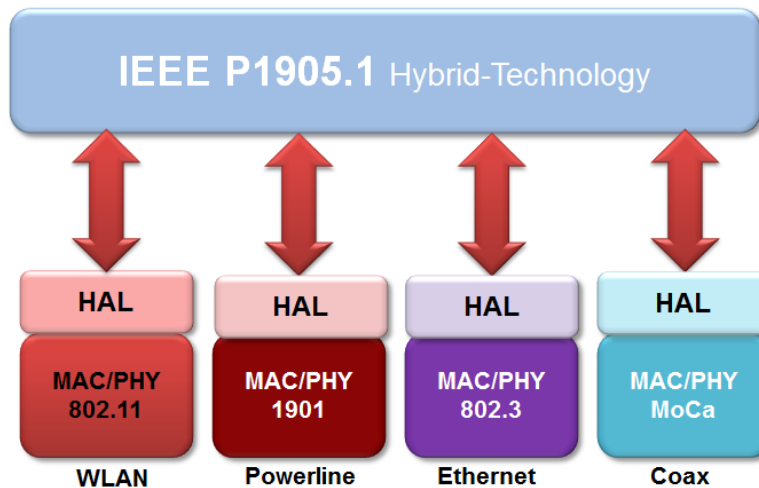 IEEE P1905.1 Hybrid-Technology
HAL
HAL
HAL
HAL
MAC/PHY
802.11
MAC/PHY
1901
MAC/PHY
802.3
MAC/PHY
MoCa
WLAN
Powerline
Ethernet
Coax